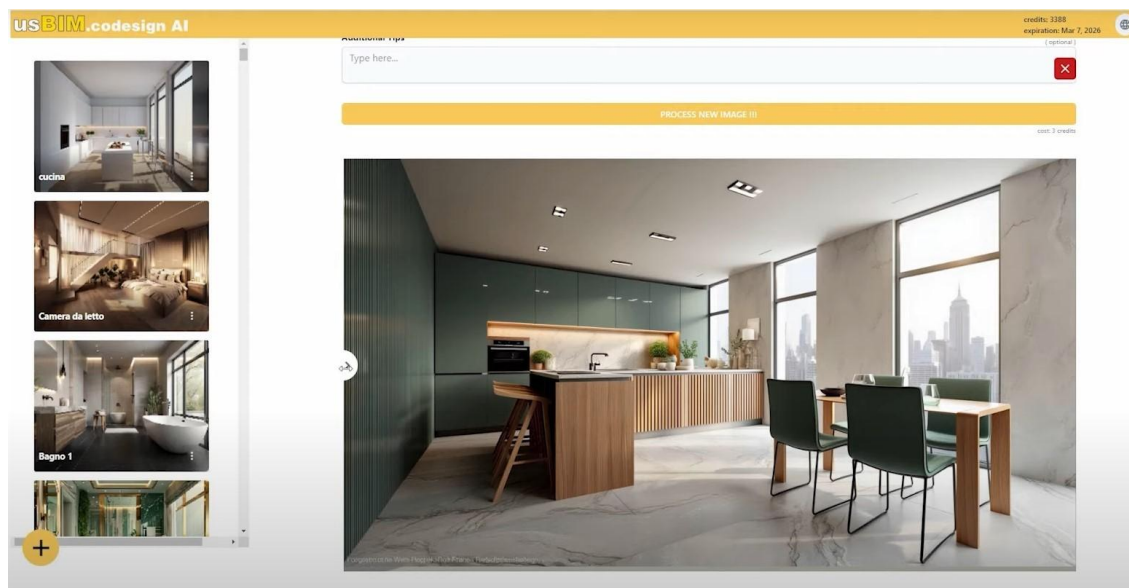 usBIM.codesign AI
credits: 3388
expiration: Mar 7, 2026
Additional Tips
( optional )
Type here...
PROCESS NEW IMAGE !!!
cost: 3 credits
cucina
Camera da letto
Bagno 1